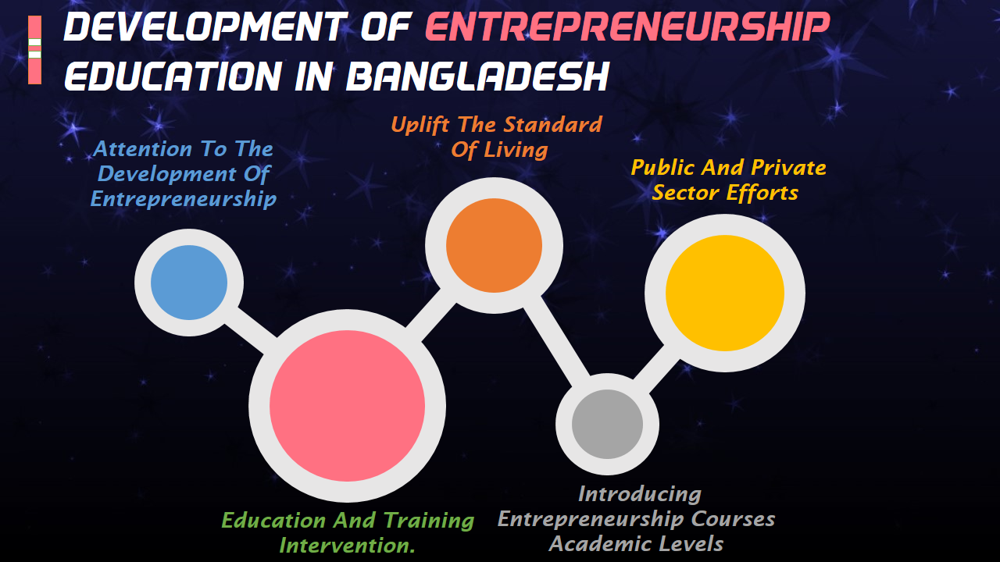 DEVELOPMENT OF ENTREPRENEURSHIP
EDUCATION IN BANGLADESH
Attention To The
Development Of
Entrepreneurship
Uplift The Standard
Of Living
Public And Private
Sector Efforts
Education And Training
Intervention.
Introducing
Entrepreneurship Courses
Academic Levels